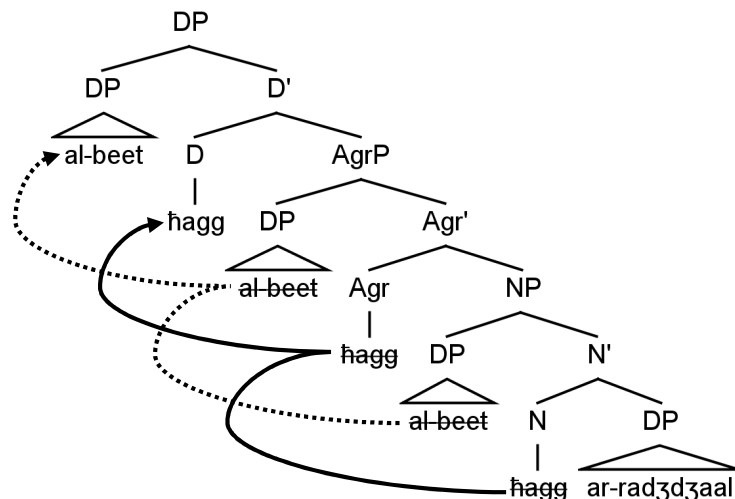 DP
DP D'
al-beet D AgrP
ħagg DP Agr'
al-beet Agr NP
ħagg DP N'
al-beet N DP
ħagg ar-radʒdʒaal